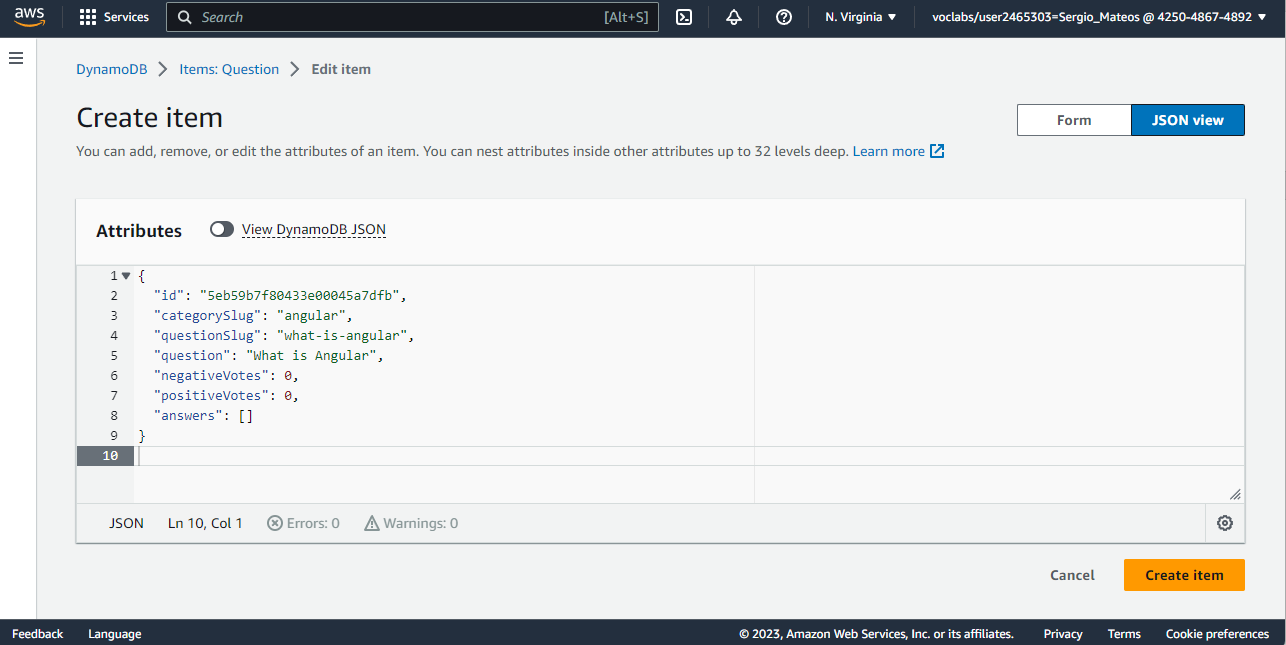 aws Services Search [Alt+S] N. Virginia voclabs/user2465303=Sergio_Mateos @ 4250-4867-4892
DynamoDB Items: Question Edit item
Create item Form JSON view
You can add, remove, or edit the attributes of an item. You can nest attributes inside other attributes up to 32 levels deep. Learn more
Attributes View DynamoDB JSON
1 {
2 "id": "5eb59b7f80433e00045a7dfb",
3 "categorySlug": "angular",
4 "questionSlug": "what-is-angular",
5 "question": "What is Angular",
6 "negativeVotes": 0,
7 "positiveVotes": 0,
8 "answers": []
9 }
10
JSON Ln 10, Col 1 Errors: 0 Warnings: 0
Cancel Create item
Feedback Language © 2023, Amazon Web Services, Inc. or its affiliates. Privacy Terms Cookie preferences